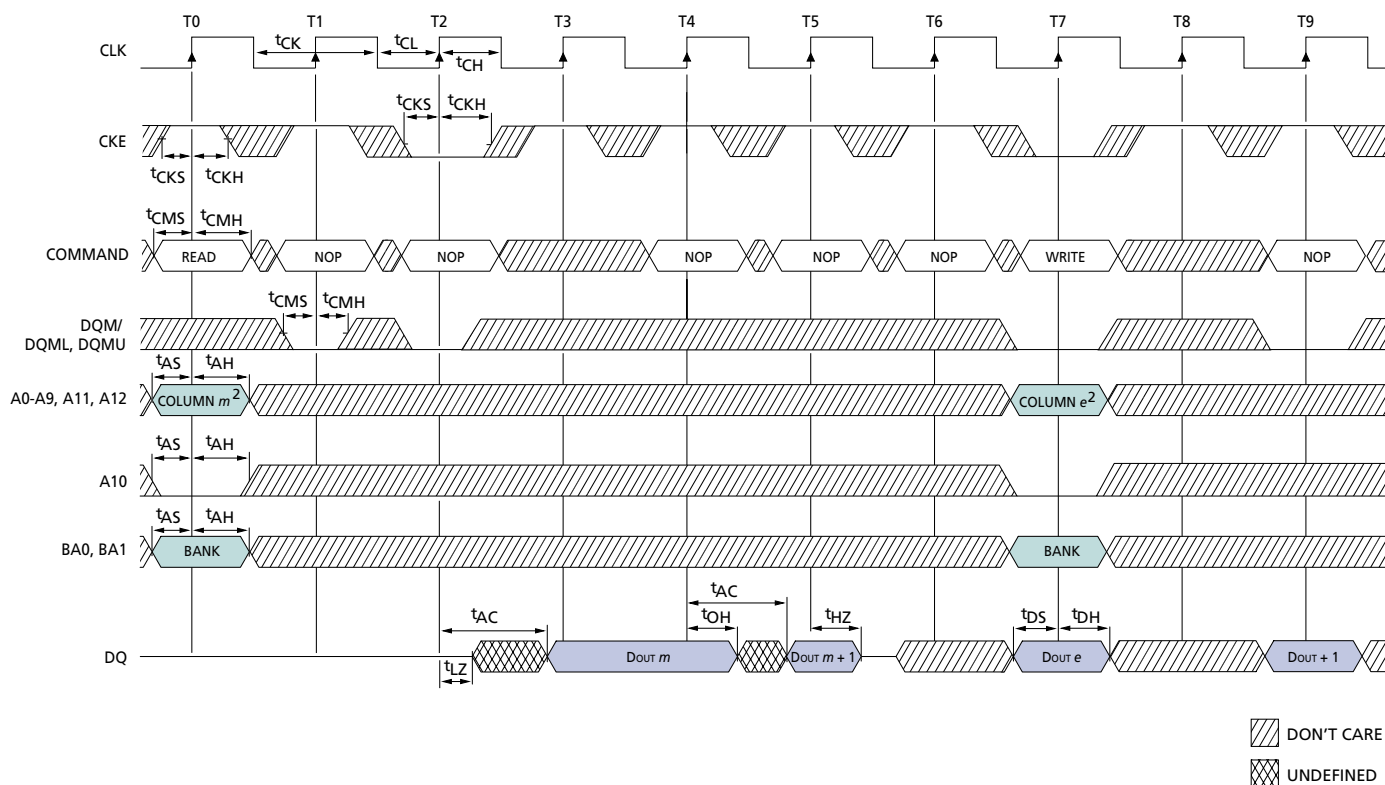 T0 T1 T2 T3 T4 T5 T6 T7 T8 T9
CLK
tCK tCL
tCH
tCKS tCKH
CKE
tCKS tCKH
tCMS tCMH
COMMAND READ NOP NOP NOP NOP NOP WRITE NOP
tCMS tCMH
DQM/
DQML, DQMU
tAS tAH
A0-A9, A11, A12 COLUMN m2 COLUMN e2
tAS tAH
A10
tAS tAH
BA0, BA1 BANK BANK
tAC
tAC tOH tHZ tDS tDH
DQ DOUT m DOUT m + 1 DOUT e DOUT + 1
tLZ
DON'T CARE
UNDEFINED